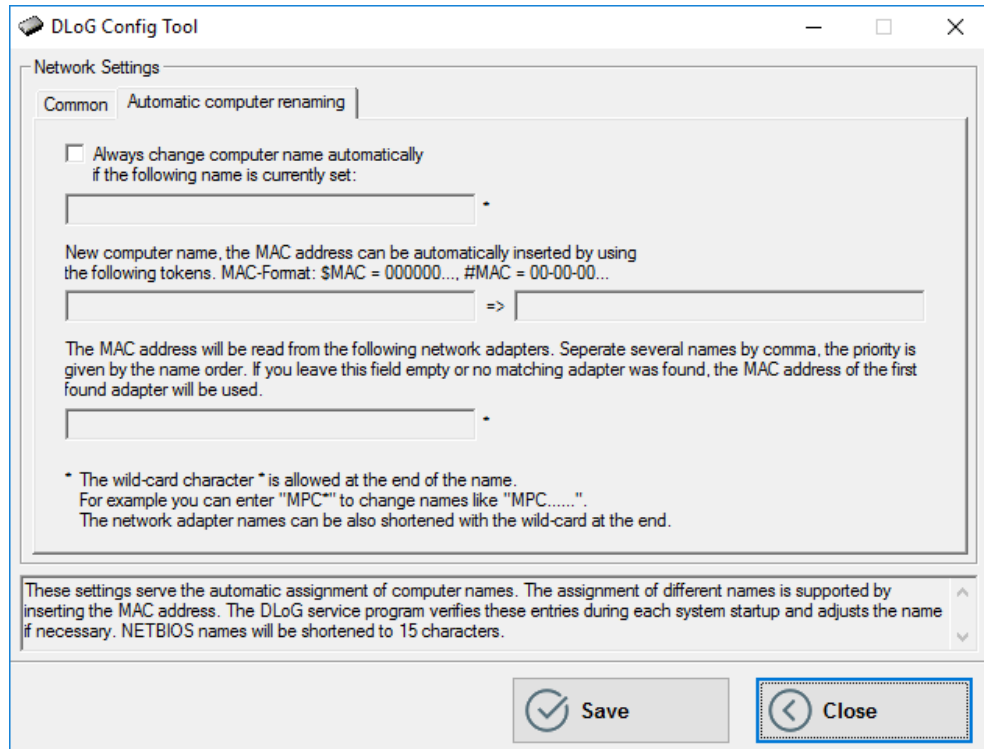 DLoG Config Tool
Network Settings
Common
Automatic computer renaming
Always change computer name automatically
if the following name is currently set:
*
New computer name, the MAC address can be automatically inserted by using
the following tokens. MAC-Format: $MAC = 000000..., #MAC = 00-00-00...
=>
The MAC address will be read from the following network adapters. Seperate several names by comma, the priority is
given by the name order. If you leave this field empty or no matching adapter was found, the MAC address of the first
found adapter will be used.
*
* The wild-card character * is allowed at the end of the name.
For example you can enter "MPC*" to change names like "MPC......".
The network adapter names can be also shortened with the wild-card at the end.
These settings serve the automatic assignment of computer names. The assignment of different names is supported by
inserting the MAC address. The DLoG service program verifies these entries during each system startup and adjusts the name
if necessary. NETBIOS names will be shortened to 15 characters.
Save
Close